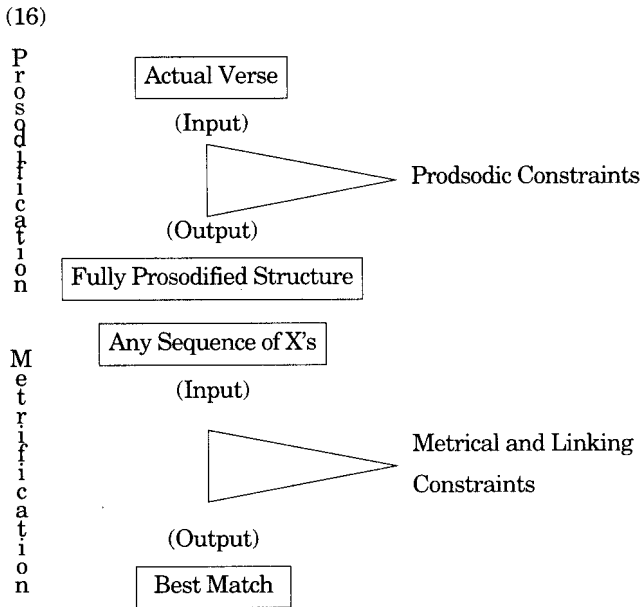 (16)
Prosodification
Actual Verse
(Input)
Prodsodic Constraints
(Output)
Fully Prosodified Structure
Metrification
Any Sequence of X's
(Input)
Metrical and Linking
Constraints
(Output)
Best Match